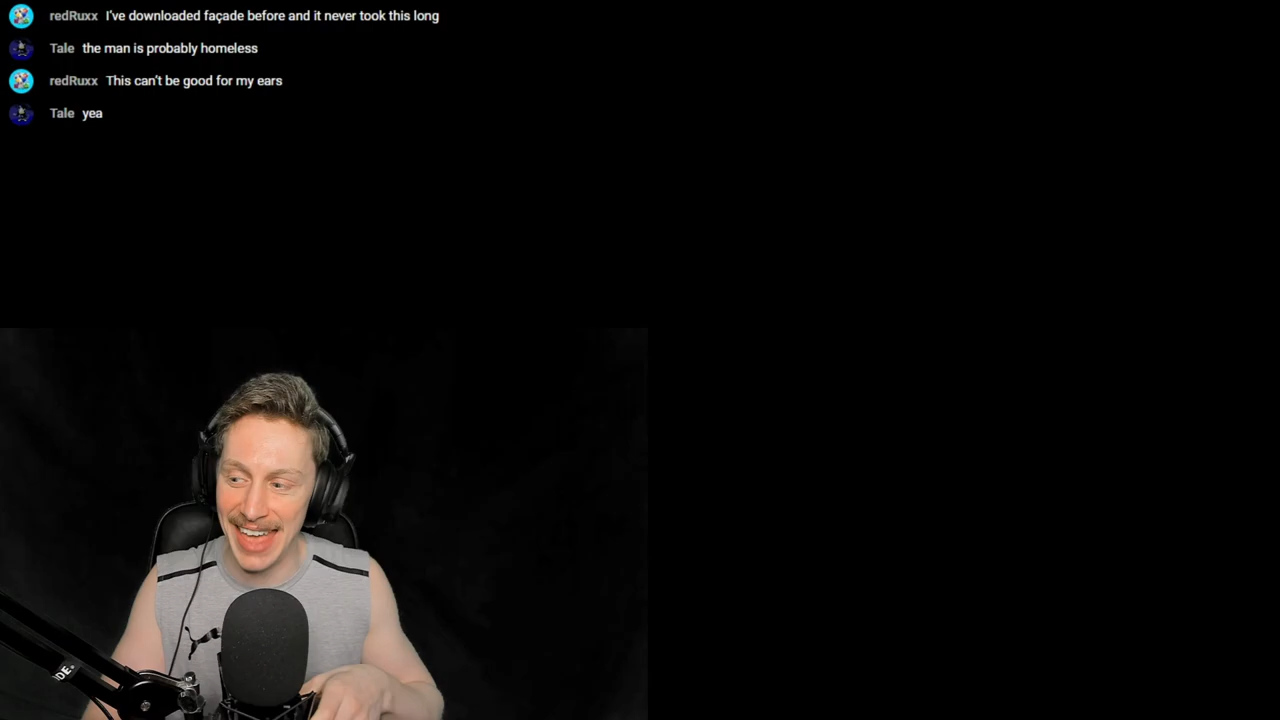 redRuxx I've downloaded façade before and it never took this long
Tale the man is probably homeless
redRuxx This can't be good for my ears
Tale yea
DE.